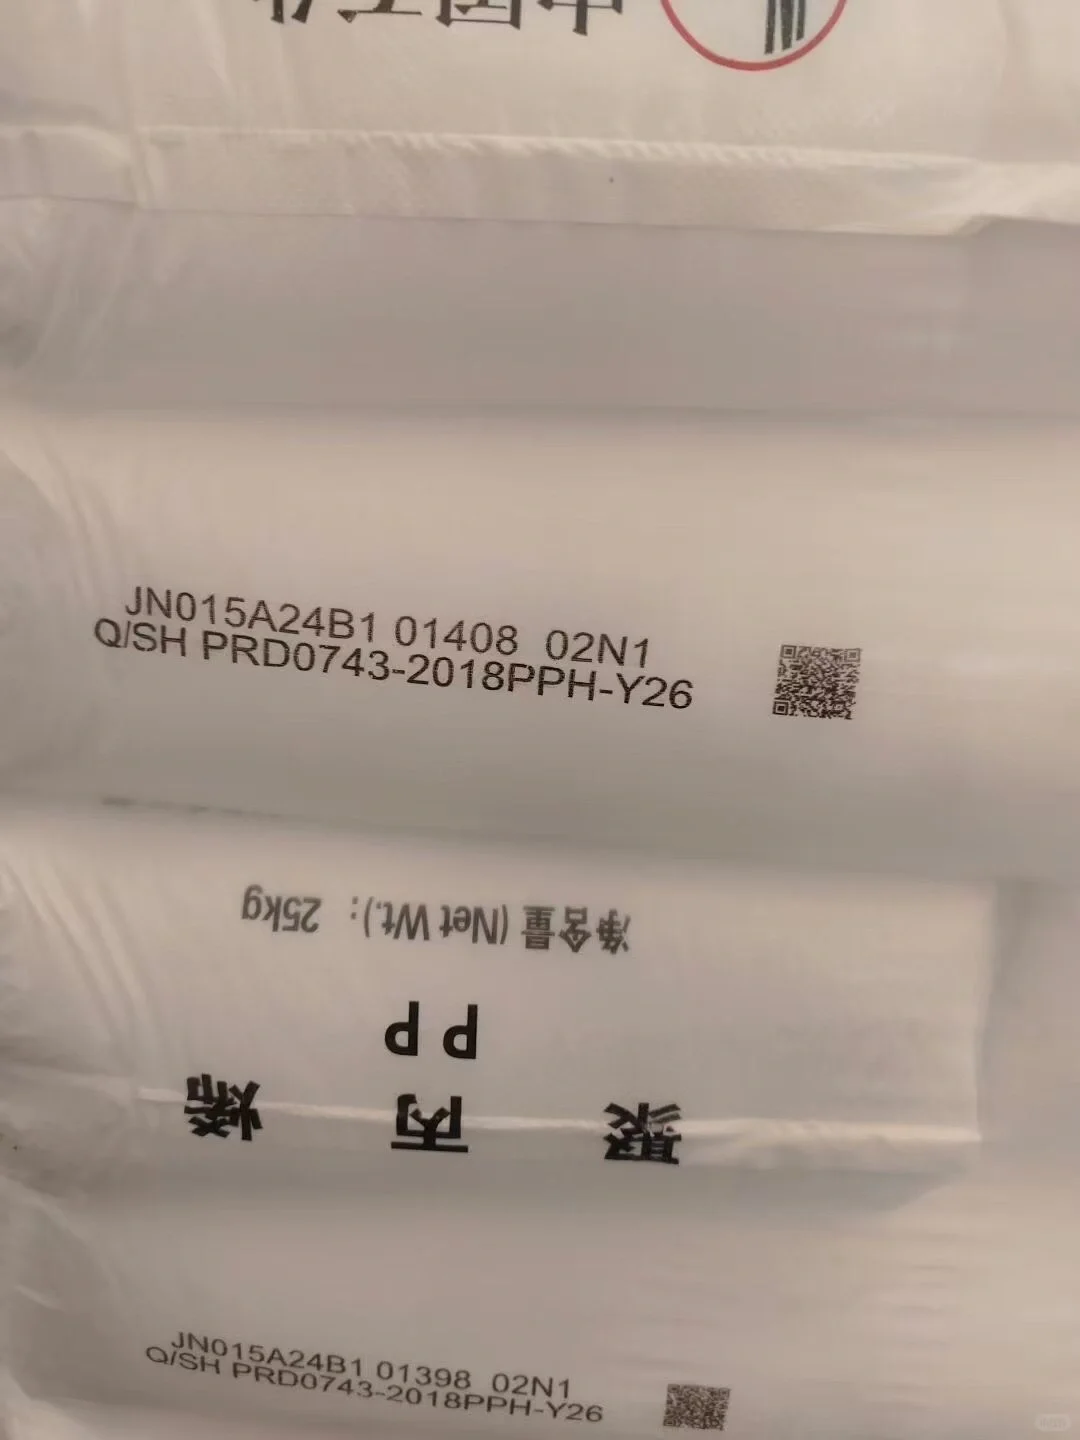 JN015A24B1 01408 02N1
Q/SH PRD0743-2018PPH-Y26
聚丙烯
PP
净含量 (Net Wt.): 25kg
JN015A24B1 01398 02N1
Q/SH PRD0743-2018PPH-Y26